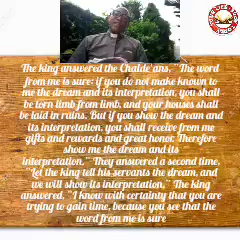 The king answered the Chalde'ans, "The word
from me is sure: if you do not make known to
me the dream and its interpretation, you shall
be torn limb from limb, and your houses shall
be laid in ruins. But if you show the dream and
its interpretation, you shall receive from me
gifts and rewards and great honor. Therefore
show me the dream and its
interpretation." They answered a second time,
"Let the king tell his servants the dream, and
we will show its interpretation." The king
answered, "I know with certainty that you are
trying to gain time, because you see that the
word from me is sure